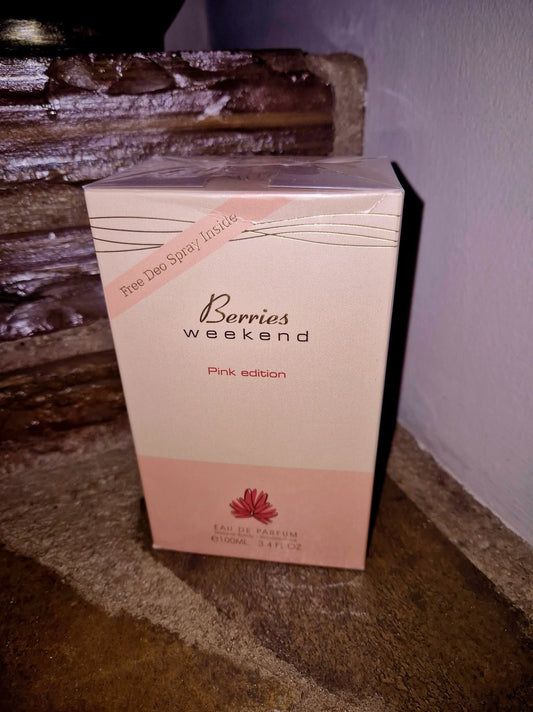 Free Deo Spray Inside
Berries
weekend
Pink edition
EAU DE PARFUM
℮100ML 3.4 FL.OZ